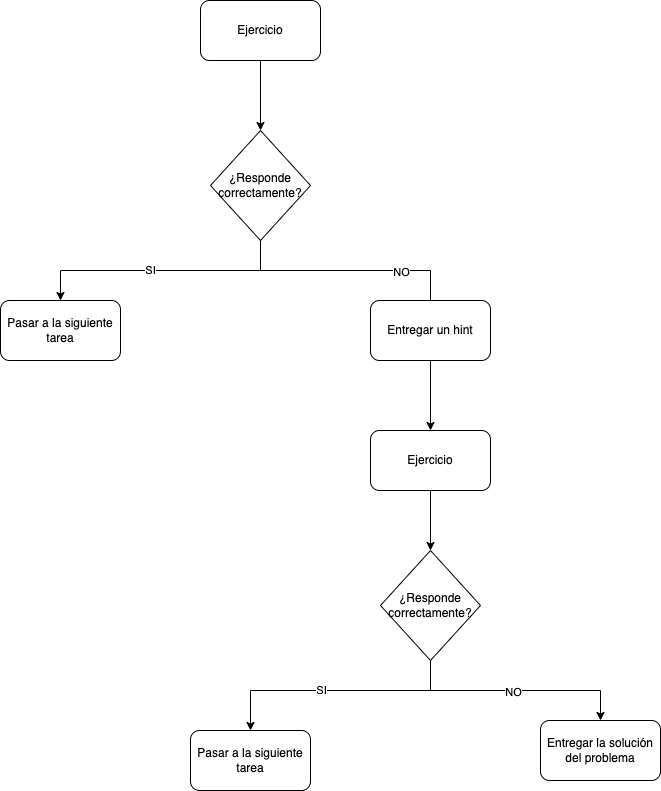 Ejercicio
¿Responde
correctamente?
SI
NO
Pasar a la siguiente
tarea
Entregar un hint
Ejercicio
¿Responde
correctamente?
SI
NO
Pasar a la siguiente
tarea
Entregar la solución
del problema